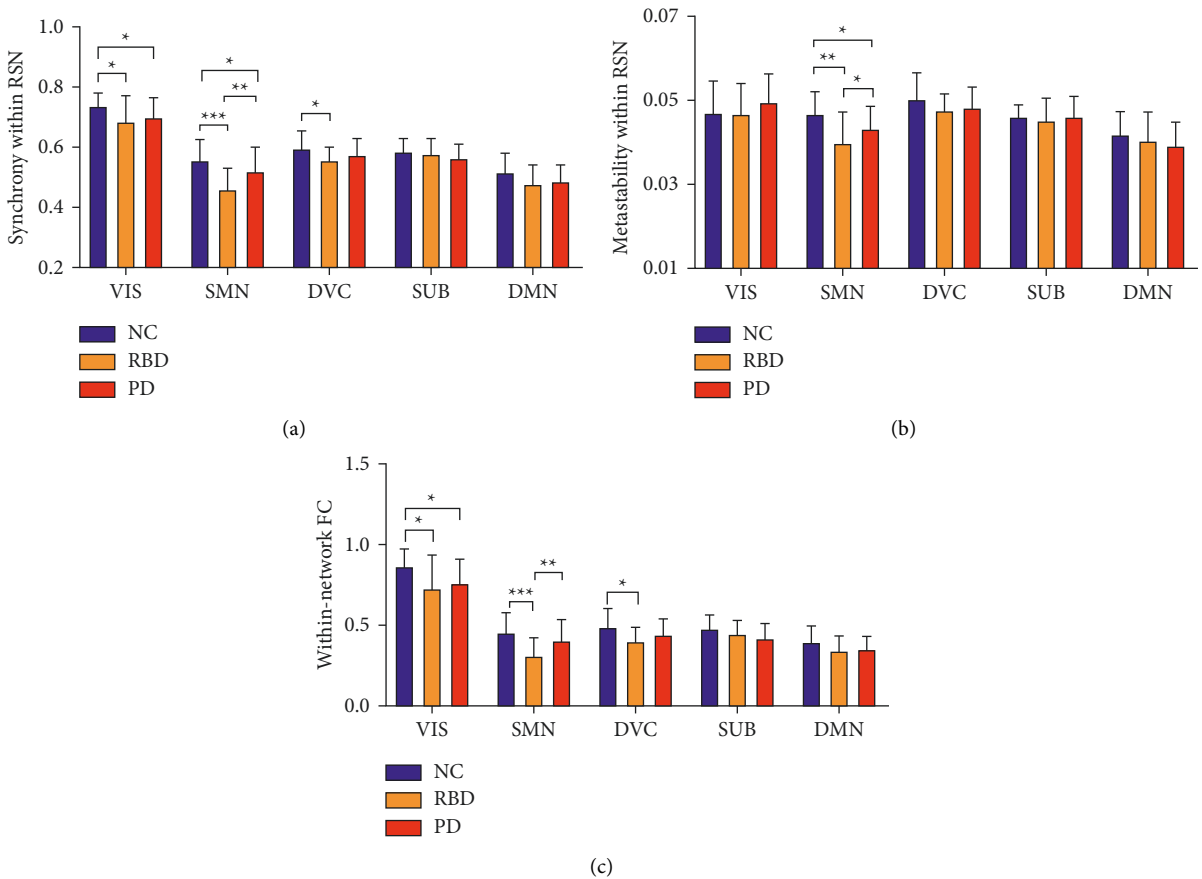 Synchrony within RSN
1.0
0.8
0.6
0.4
0.2
*
*
*
**
***
*
VIS
SMN
DVC
SUB
DMN
NC
RBD
PD
(a)
Metastability within RSN
0.07
0.05
0.03
0.01
*
**
*
VIS
SMN
DVC
SUB
DMN
NC
RBD
PD
(b)
Within-network FC
1.5
1.0
0.5
0.0
*
*
**
***
*
VIS
SMN
DVC
SUB
DMN
NC
RBD
PD
(c)